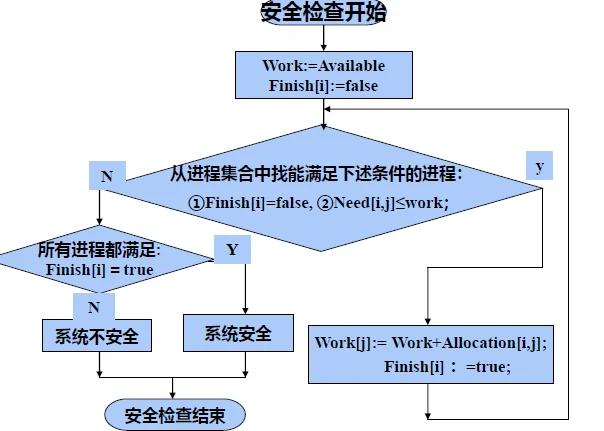 安全检查开始
Work:=Available
Finish[i]:=false
从进程集合中找能满足下述条件的进程：
①Finish[i]=false, ②Need[i,j]≤work；
N
y
所有进程都满足:
Finish[i] = true
Y
N
系统不安全
系统安全
Work[j]:= Work+Allocation[i,j];
Finish[i]： =true;
安全检查结束